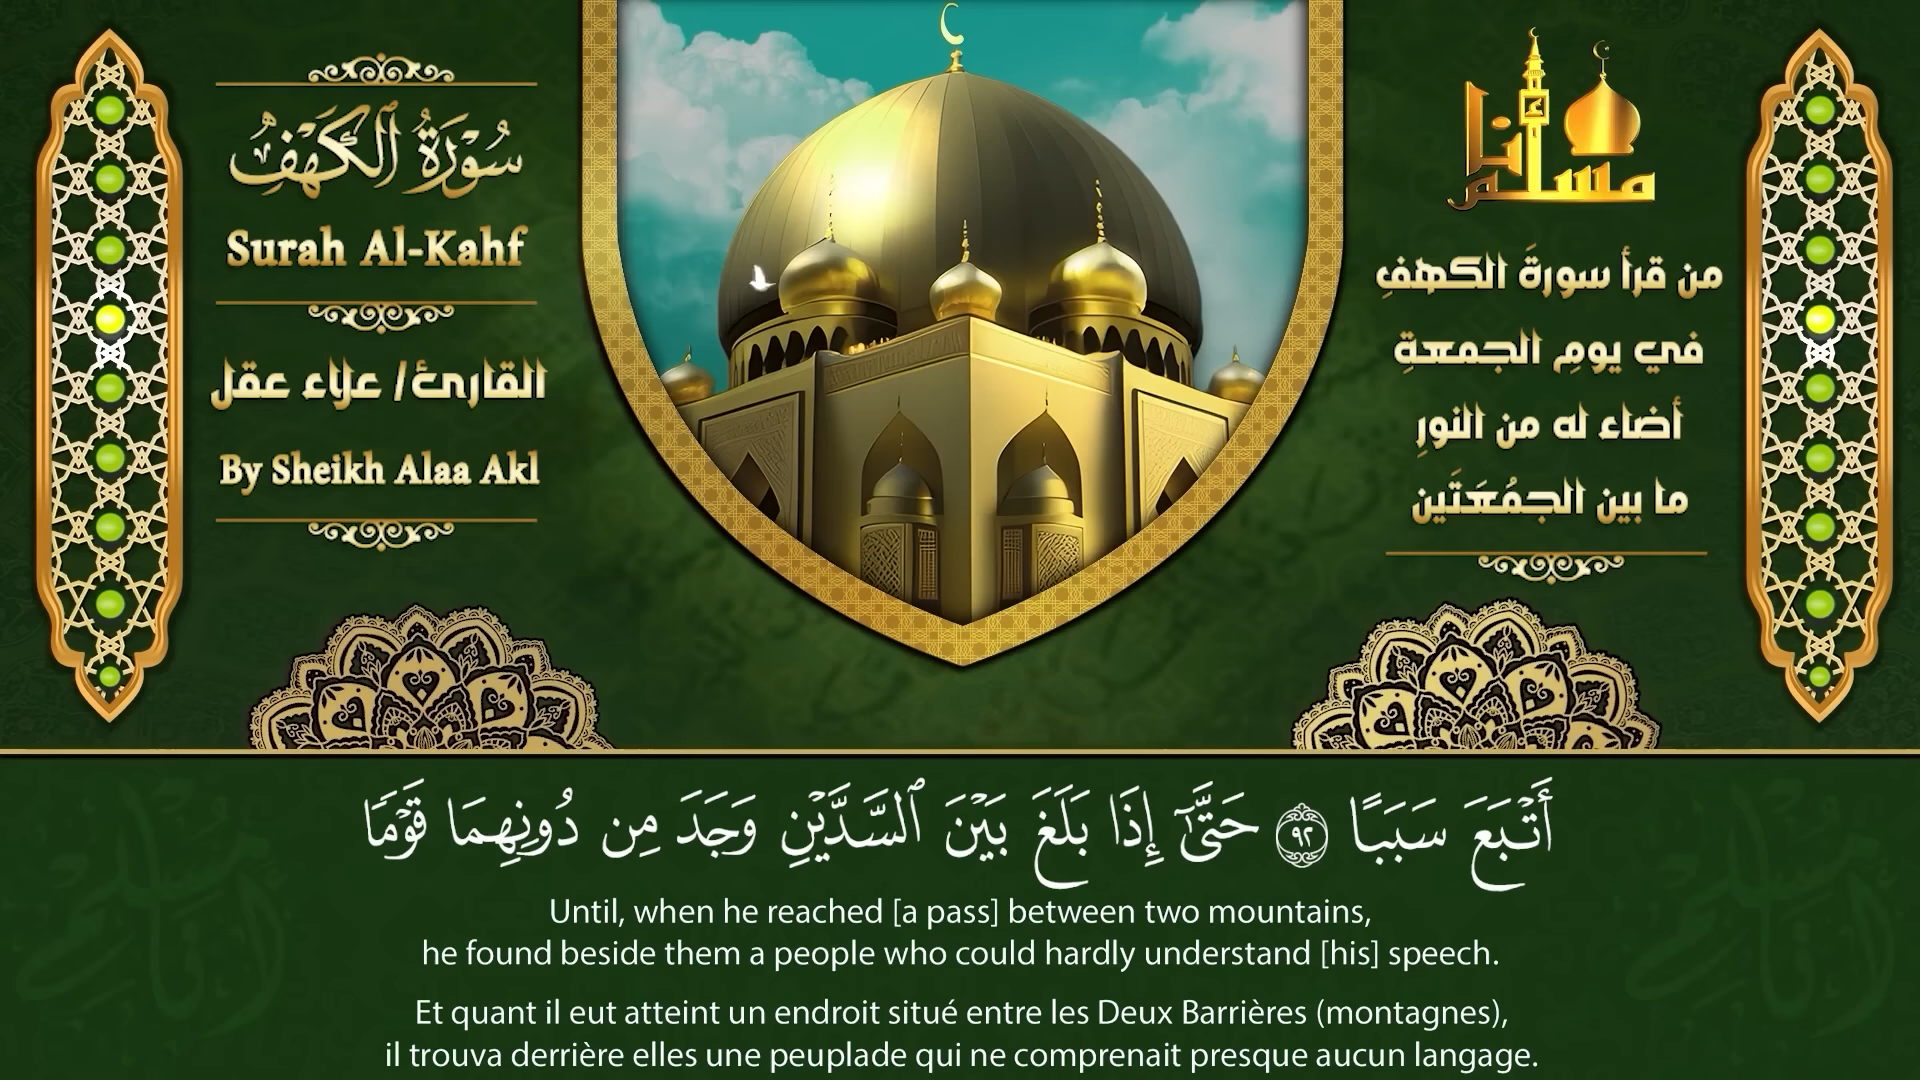 سُورَةُ الكَهْفِ
Surah Al-Kahf
القارئ/ علاء عقل
By Sheikh Alaa Akl
أنا مسلم
من قرأ سورةَ الكهفِ
في يومِ الجمعةِ
أضاء له من النورِ
ما بين الجمُعَتَين
أَتْبَعَ سَبَبًا ۝٩٢ حَتَّىٰٓ إِذَا بَلَغَ بَيْنَ ٱلسَّدَّيْنِ وَجَدَ مِن دُونِهِمَا قَوْمًا
Until, when he reached [a pass] between two mountains,
he found beside them a people who could hardly understand [his] speech.
Et quant il eut atteint un endroit situé entre les Deux Barrières (montagnes),
il trouva derrière elles une peuplade qui ne comprenait presque aucun langage.